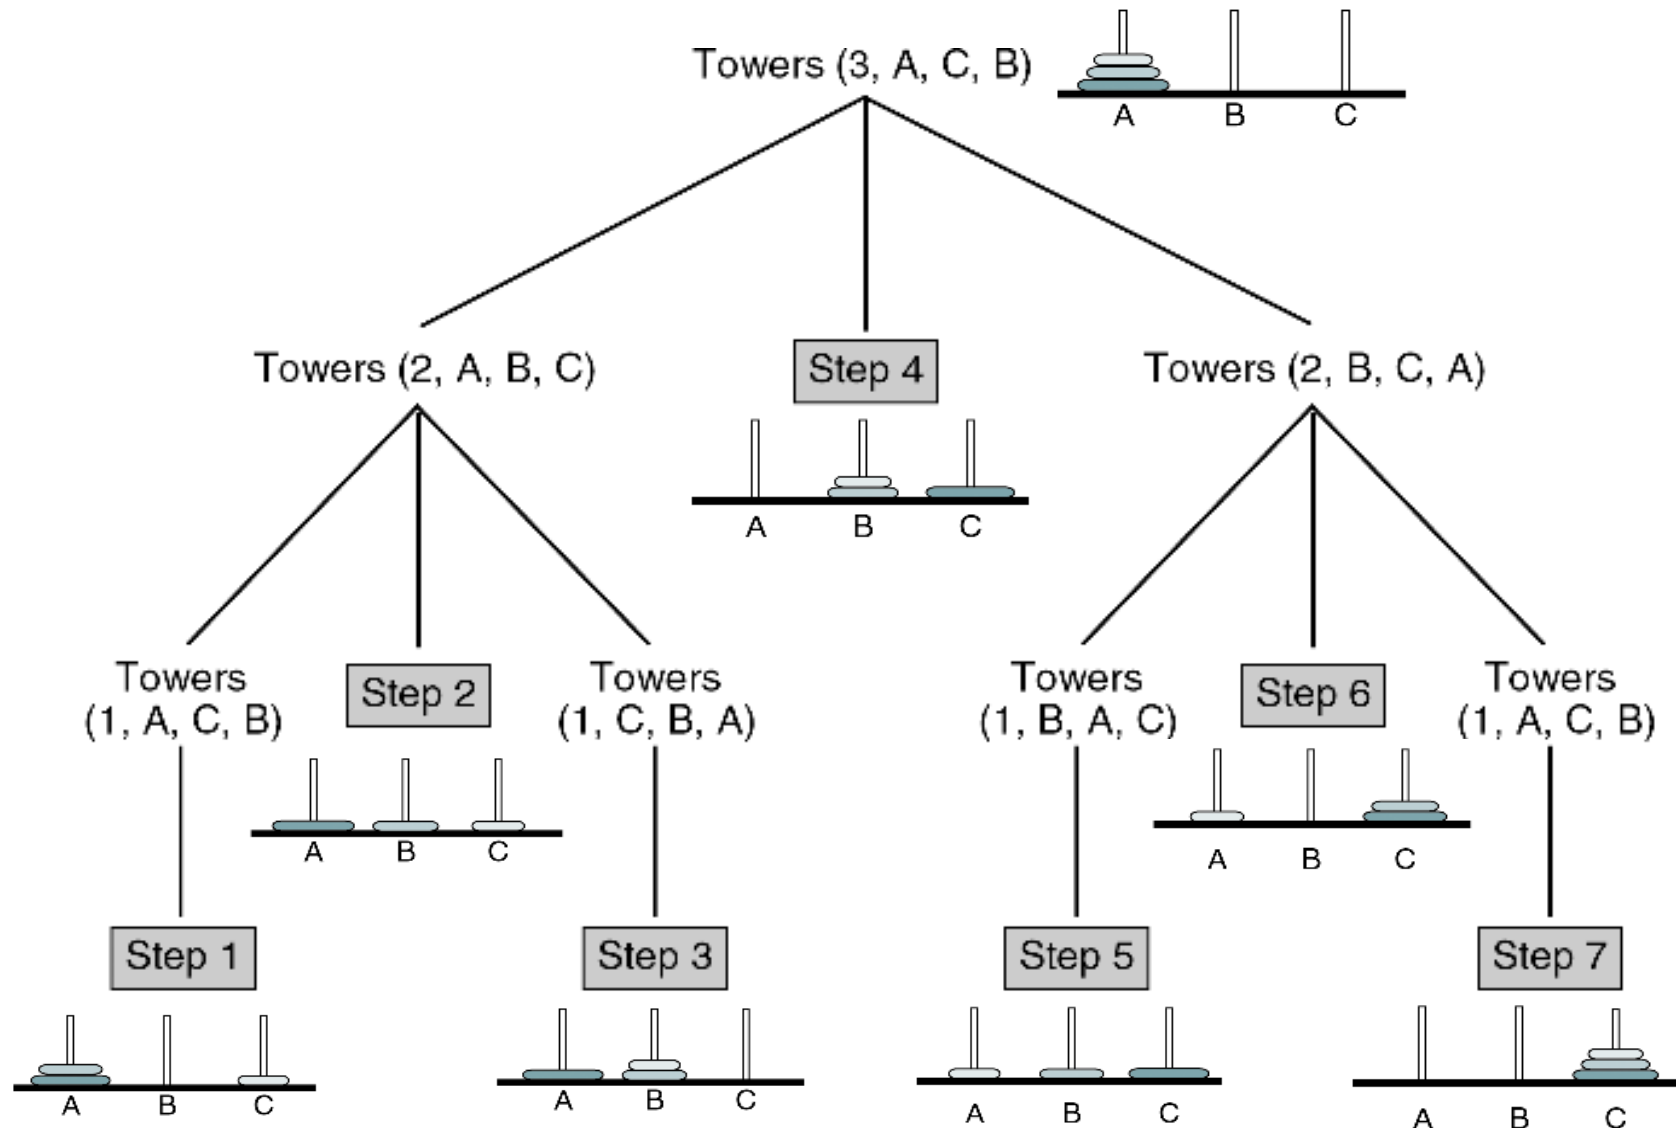 Towers (3, A, C, B)
A B C
Towers (2, A, B, C)
Step 4
Towers (2, B, C, A)
A B C
Towers
(1, A, C, B)
Step 2
Towers
(1, C, B, A)
Towers
(1, B, A, C)
Step 6
Towers
(1, A, C, B)
A B C
A B C
Step 1
Step 3
Step 5
Step 7
A B C
A B C
A B C
A B C